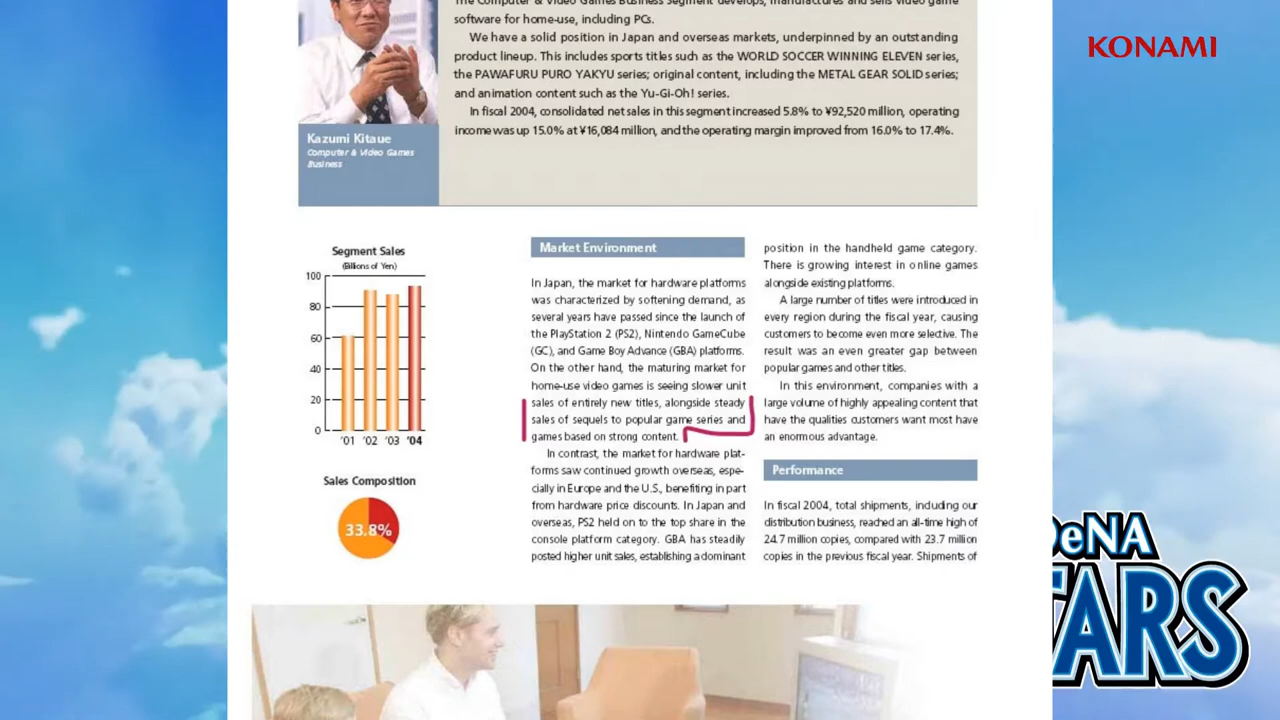 The Computer & Video Games Business Segment develops, manufactures and sells video game
software for home-use, including PCs.
We have a solid position in Japan and overseas markets, underpinned by an outstanding
product lineup. This includes sports titles such as the WORLD SOCCER WINNING ELEVEN series,
the PAWAFURU PURO YAKYU series; original content, including the METAL GEAR SOLID series;
and animation content such as the Yu-Gi-Oh! series.
In fiscal 2004, consolidated net sales in this segment increased 5.8% to ¥92,520 million, operating
income was up 15.0% at ¥16,084 million, and the operating margin improved from 16.0% to 17.4%.
KONAMI
Kazumi Kitaue
Computer & Video Games
Business
Segment Sales
(Billions of Yen)
100
80
60
40
20
0
'01 '02 '03 '04
Sales Composition
33.8%
Market Environment
In Japan, the market for hardware platforms
was characterized by softening demand, as
several years have passed since the launch of
the PlayStation 2 (PS2), Nintendo GameCube
(GC), and Game Boy Advance (GBA) platforms.
On the other hand, the maturing market for
home-use video games is seeing slower unit
sales of entirely new titles, alongside steady
sales of sequels to popular game series and
games based on strong content.
In contrast, the market for hardware plat-
forms saw continued growth overseas, espe-
cially in Europe and the U.S., benefiting in part
from hardware price discounts. In Japan and
overseas, PS2 held on to the top share in the
console platform category. GBA has steadily
posted higher unit sales, establishing a dominant
position in the handheld game category.
There is growing interest in online games
alongside existing platforms.
A large number of titles were introduced in
every region during the fiscal year, causing
customers to become even more selective. The
result was an even greater gap between
popular games and other titles.
In this environment, companies with a
large volume of highly appealing content that
have the qualities customers want most have
an enormous advantage.
Performance
In fiscal 2004, total shipments, including our
distribution business, reached an all-time high of
24.7 million copies, compared with 23.7 million
copies in the previous fiscal year. Shipments of
DeNA
TARS